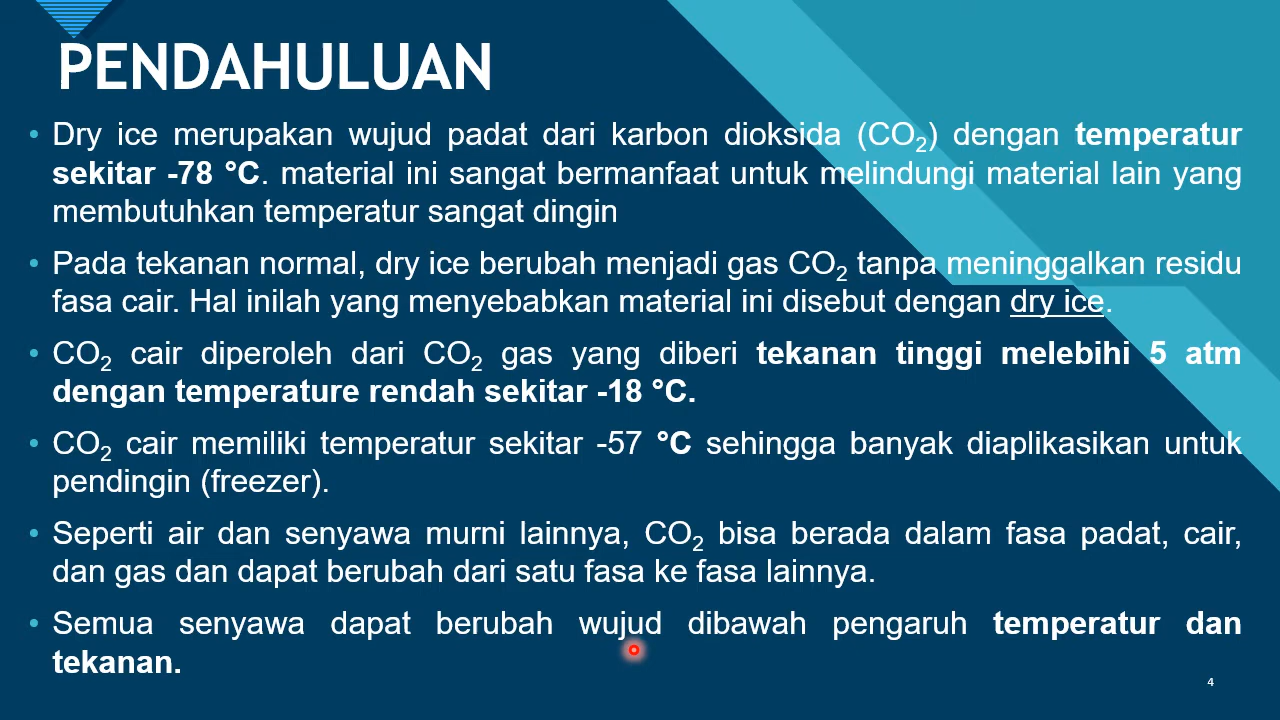 PENDAHULUAN
• Dry ice merupakan wujud padat dari karbon dioksida (CO₂) dengan temperatur
sekitar -78 °C. material ini sangat bermanfaat untuk melindungi material lain yang
membutuhkan temperatur sangat dingin
• Pada tekanan normal, dry ice berubah menjadi gas CO₂ tanpa meninggalkan residu
fasa cair. Hal inilah yang menyebabkan material ini disebut dengan dry ice.
• CO₂ cair diperoleh dari CO₂ gas yang diberi tekanan tinggi melebihi 5 atm
dengan temperature rendah sekitar -18 °C.
• CO₂ cair memiliki temperatur sekitar -57 °C sehingga banyak diaplikasikan untuk
pendingin (freezer).
• Seperti air dan senyawa murni lainnya, CO₂ bisa berada dalam fasa padat, cair,
dan gas dan dapat berubah dari satu fasa ke fasa lainnya.
• Semua senyawa dapat berubah wujud dibawah pengaruh temperatur dan
tekanan.
4